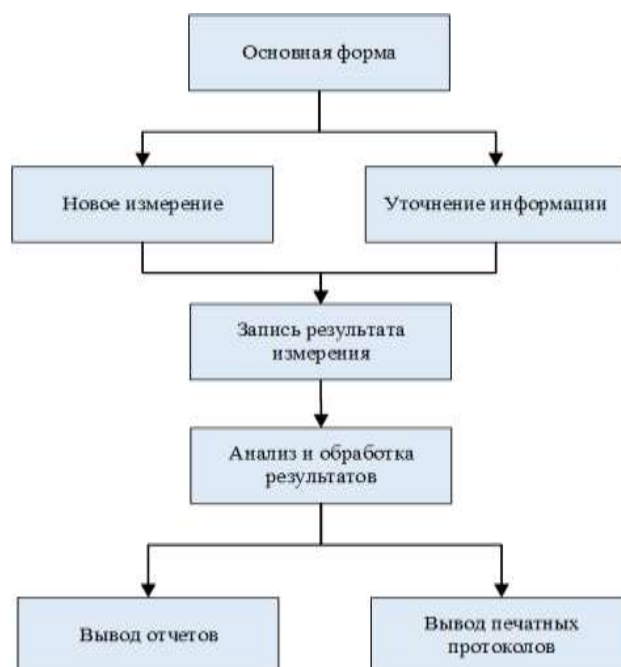 Основная форма
Новое измерение
Уточнение информации
Запись результата
измерения
Анализ и обработка
результатов
Вывод отчетов
Вывод печатных
протоколов